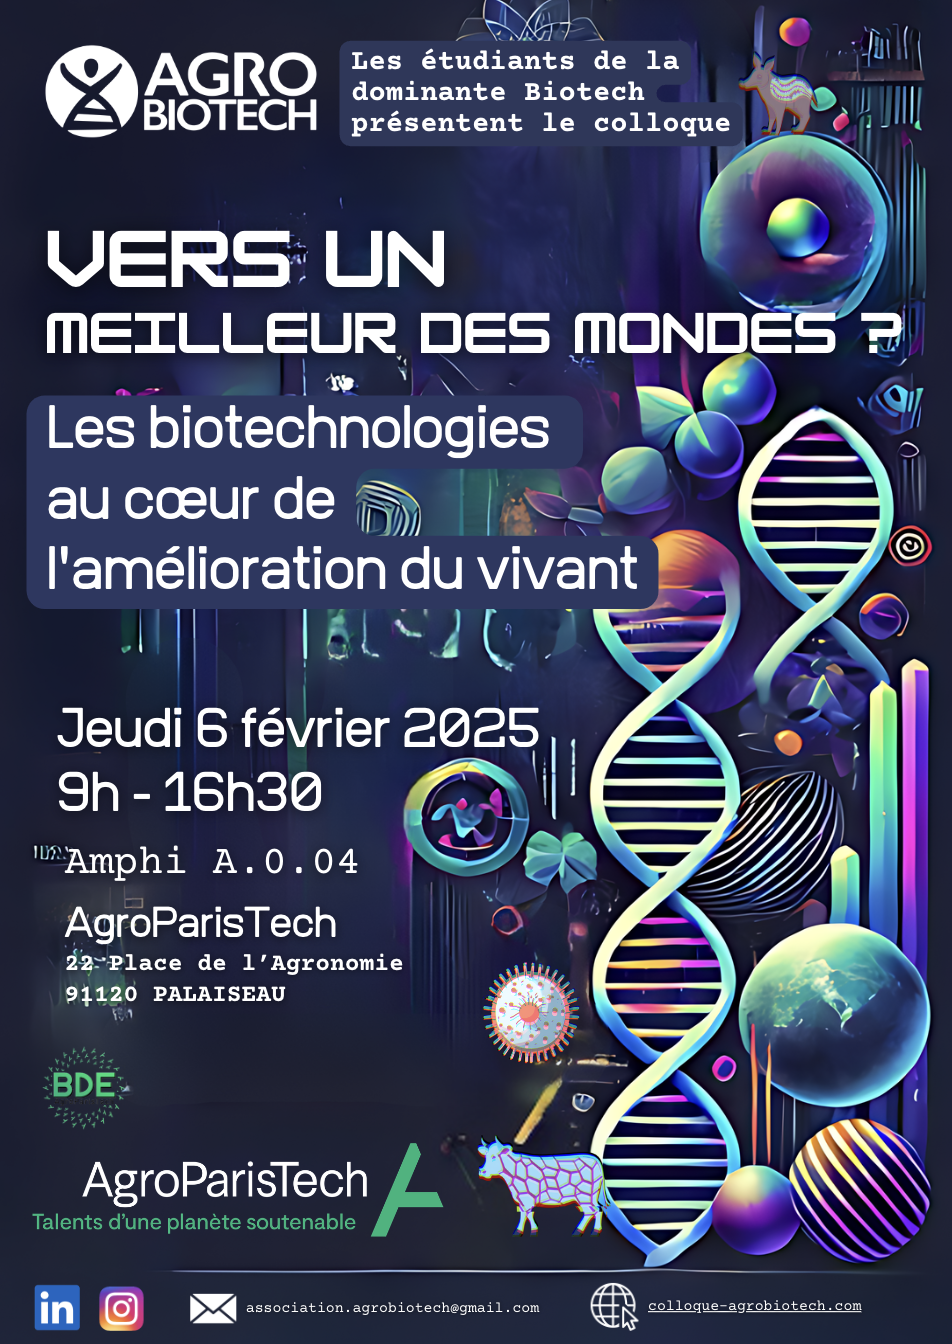 AGRO
BIOTECH
Les étudiants de la
dominante Biotech
présentent le colloque
VERS UN
MEILLEUR DES MONDES ?
Les biotechnologies
au cœur de
l'amélioration du vivant
Jeudi 6 février 2025
9h - 16h30
Amphi A.0.04
AgroParisTech
22 Place de l’Agronomie
91120 PALAISEAU
BDE
AgroParisTech
Talents d’une planète soutenable
in
association.agrobiotech@gmail.com
colloque-agrobiotech.com